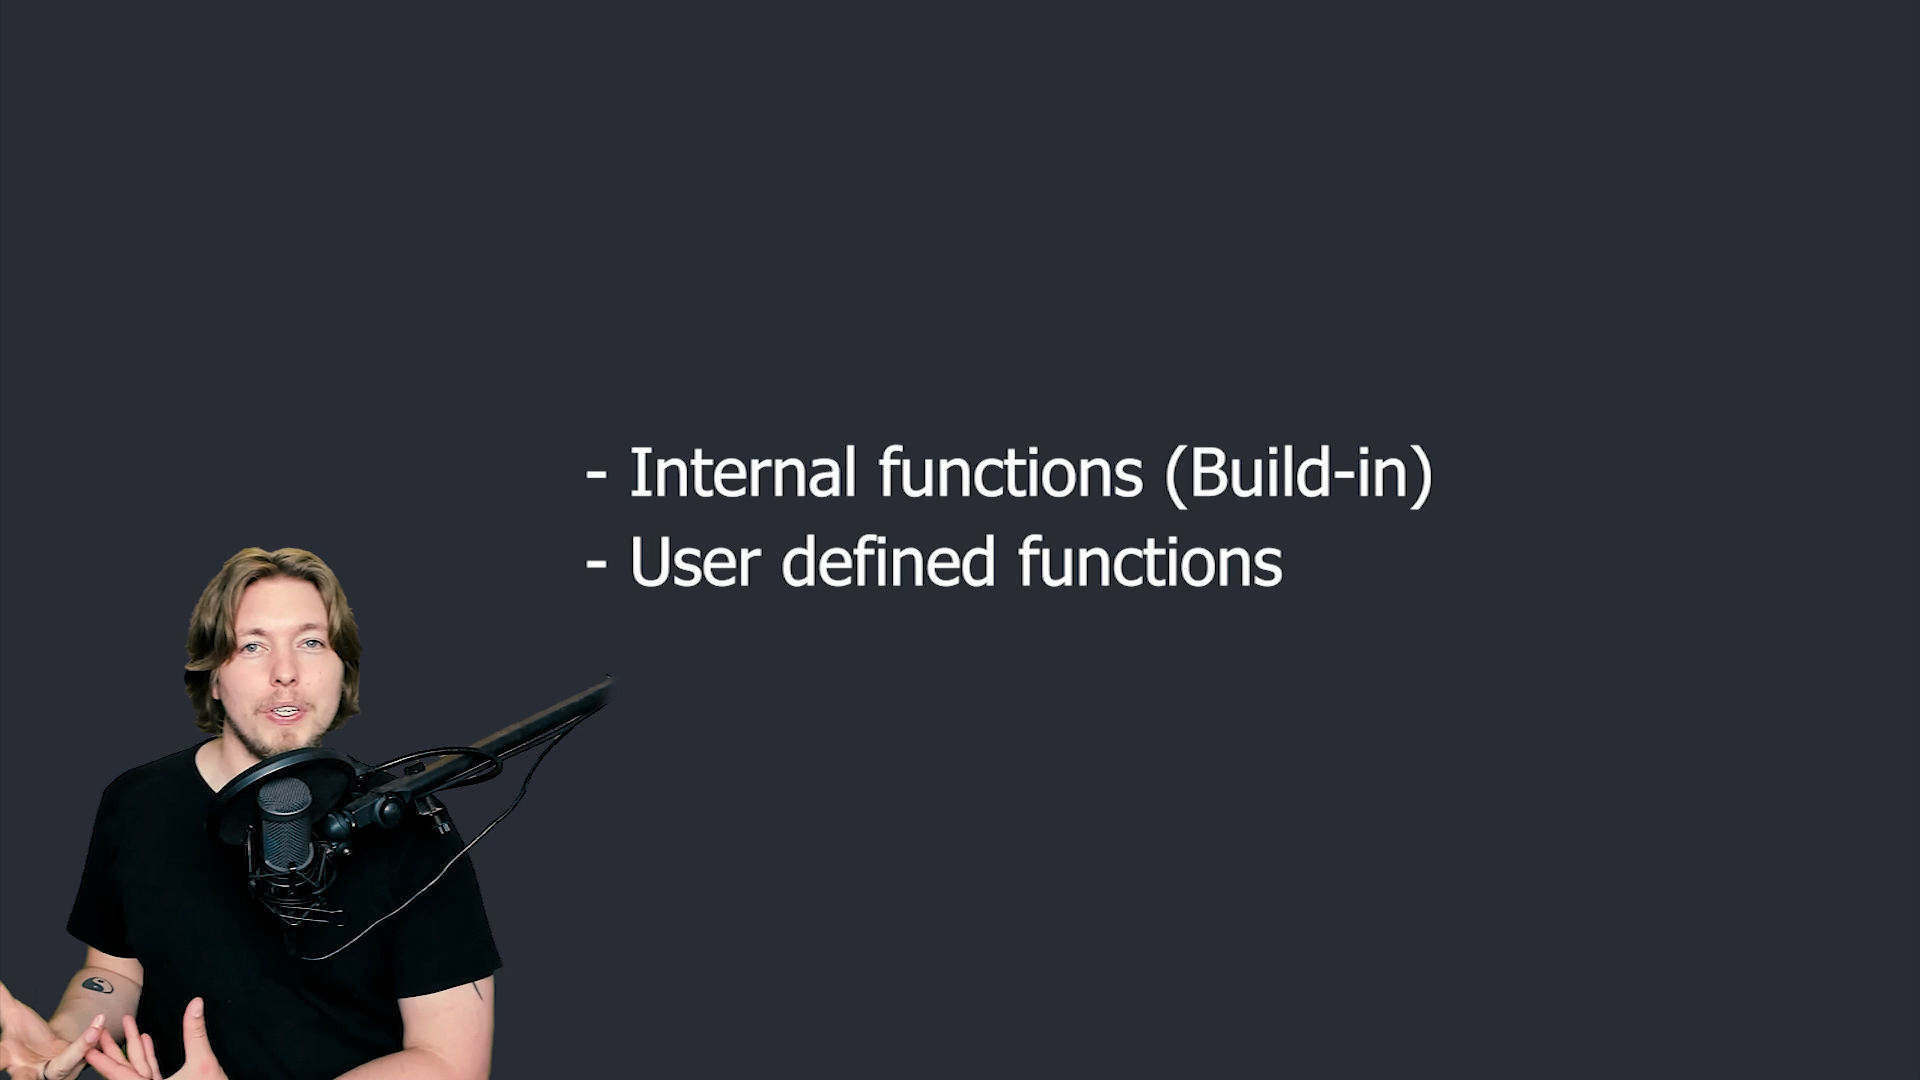 - Internal functions (Build-in)
- User defined functions